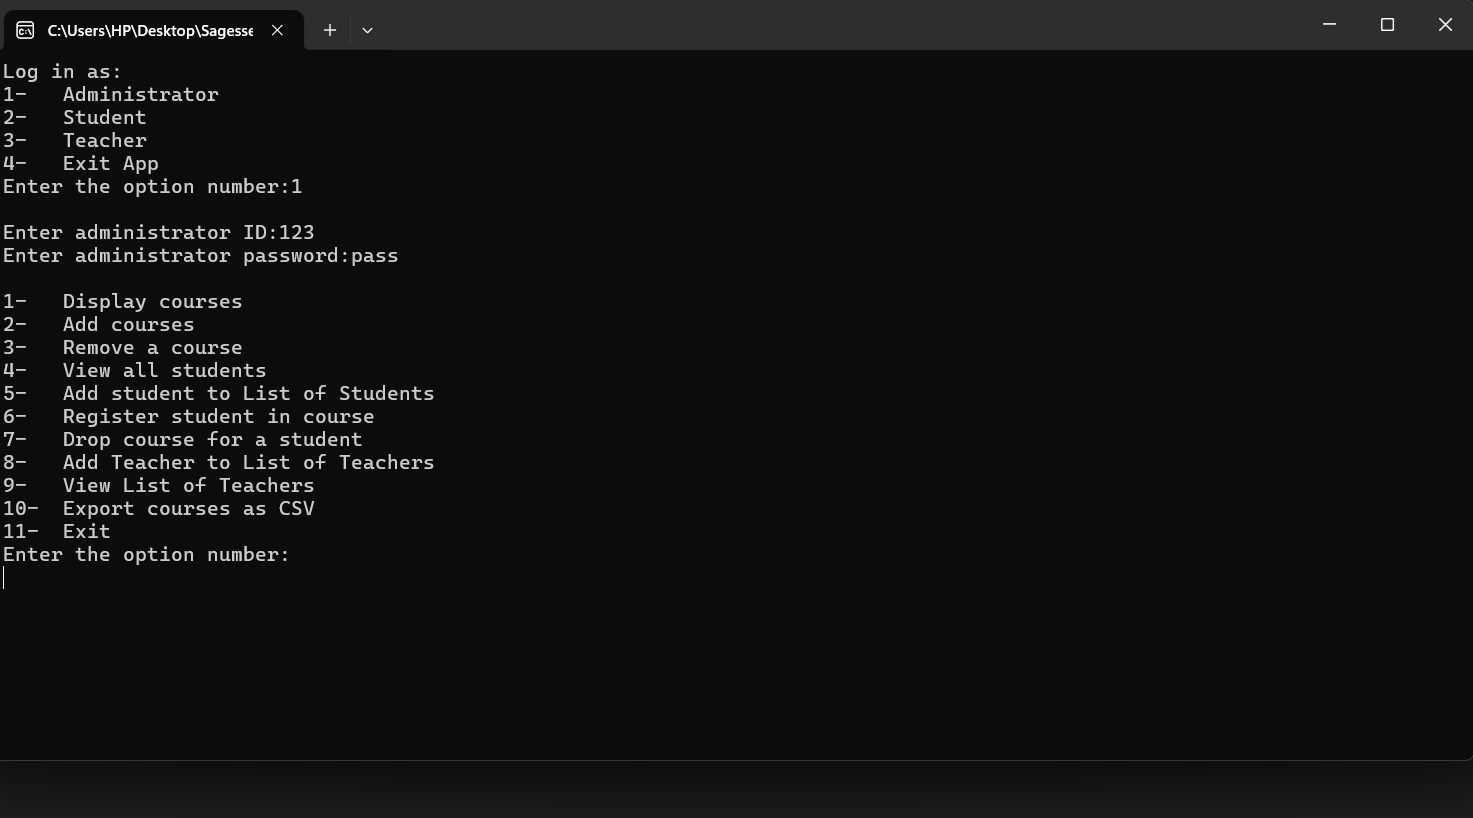 C:\Users\HP\Desktop\Sagesse
Log in as:
1-   Administrator
2-   Student
3-   Teacher
4-   Exit App
Enter the option number:1
Enter administrator ID:123
Enter administrator password:pass
1-   Display courses
2-   Add courses
3-   Remove a course
4-   View all students
5-   Add student to List of Students
6-   Register student in course
7-   Drop course for a student
8-   Add Teacher to List of Teachers
9-   View List of Teachers
10-  Export courses as CSV
11-  Exit
Enter the option number: